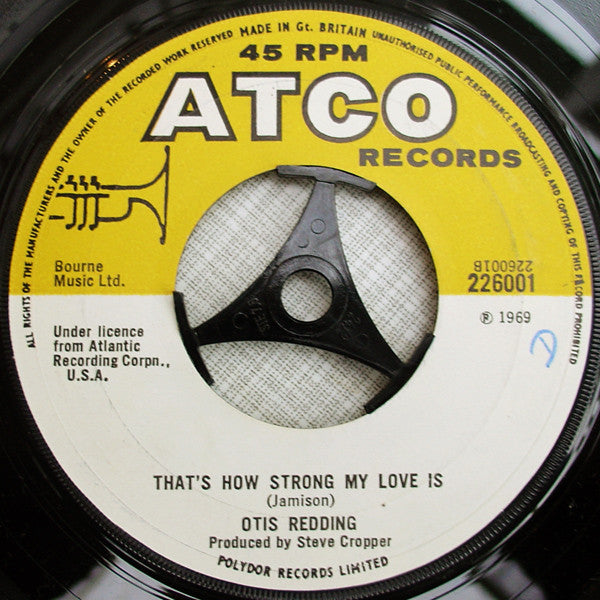 ALL RIGHTS OF THE MANUFACTURERS AND THE OWNER OF THE RECORDED WORK RESERVED MADE IN Gt. BRITAIN UNAUTHORISED PUBLIC PERFORMANCE BROADCASTING AND COPYING OF THIS RECORD PROHIBITED
45 RPM
ATCO
RECORDS
Bourne
Music Ltd.
226001B
226001
Under licence
from Atlantic
Recording Corpn.,
U.S.A.
℗ 1969
D
THAT'S HOW STRONG MY LOVE IS
(Jamison)
OTIS REDDING
Produced by Steve Cropper
POLYDOR RECORDS LIMITED